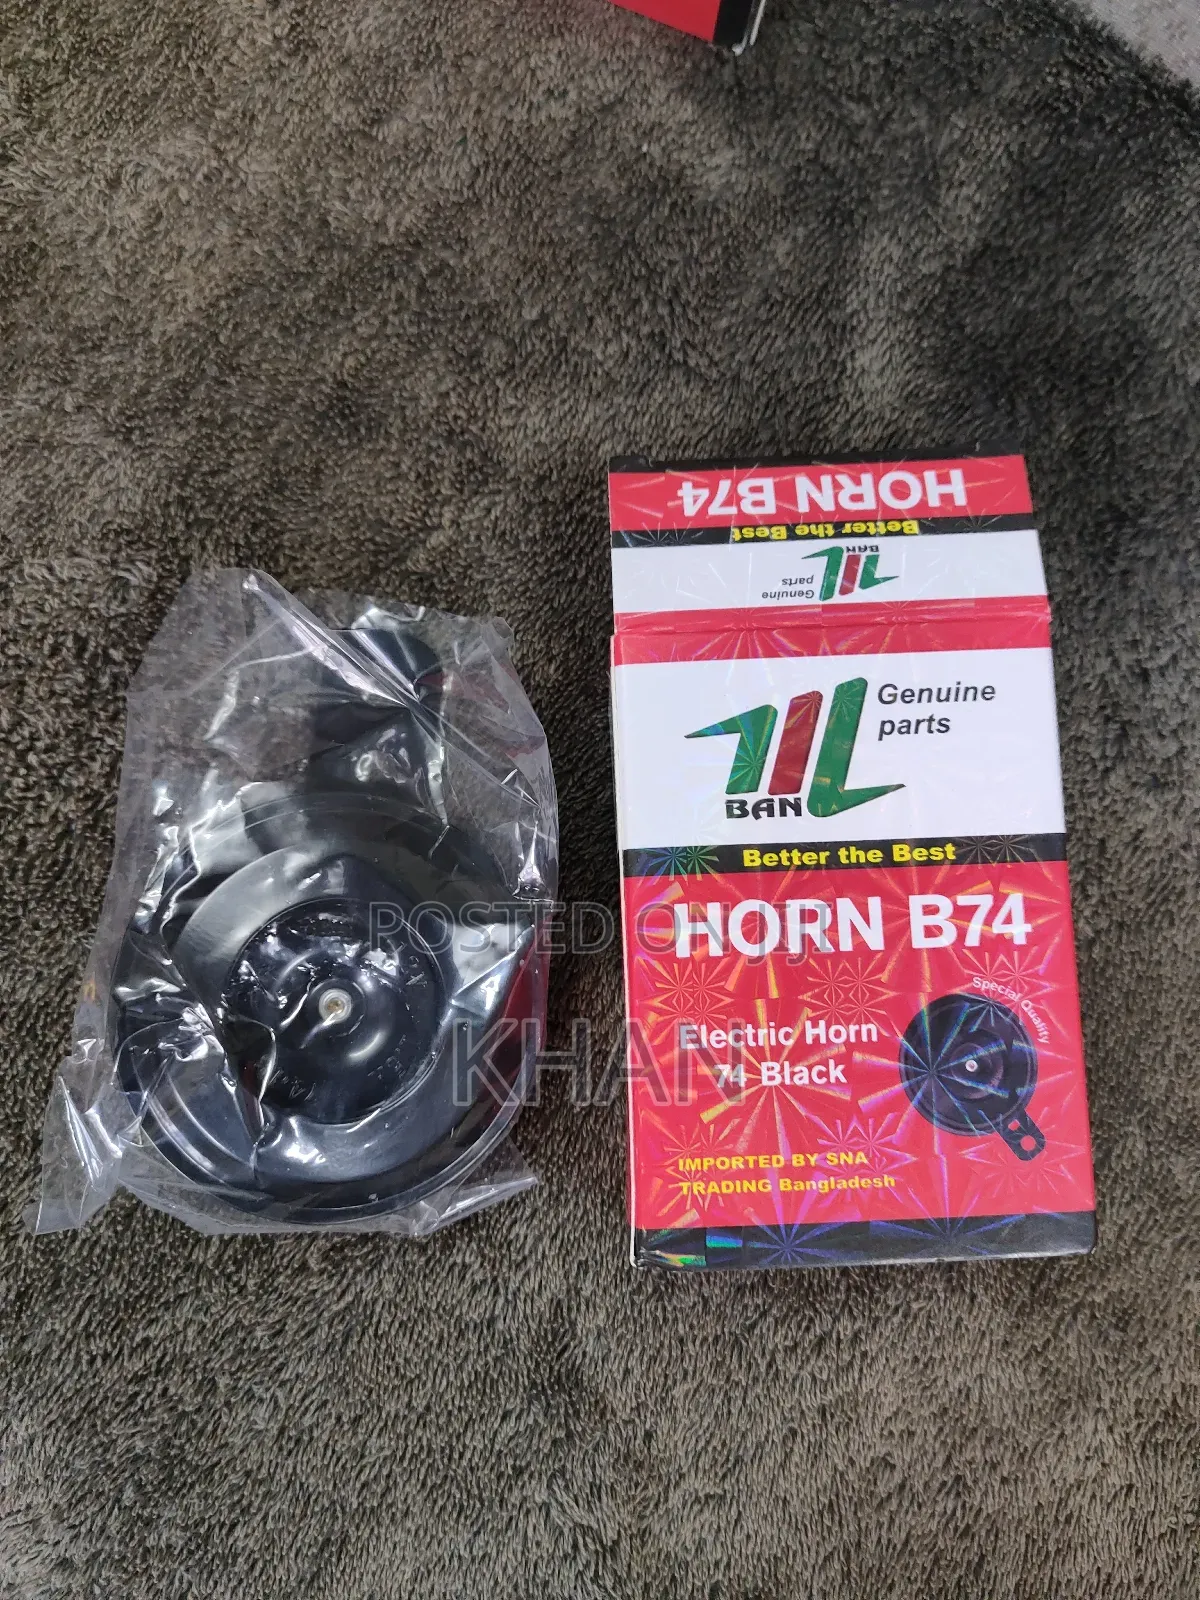 HORN B74
Better the Best
BAN
Genuine
parts
Genuine
parts
BAN
Better the Best
HORN B74
Special Quality
Electric Horn
74 Black
IMPORTED BY SNA
TRADING Bangladesh
POSTED ON JIJI
KHAN